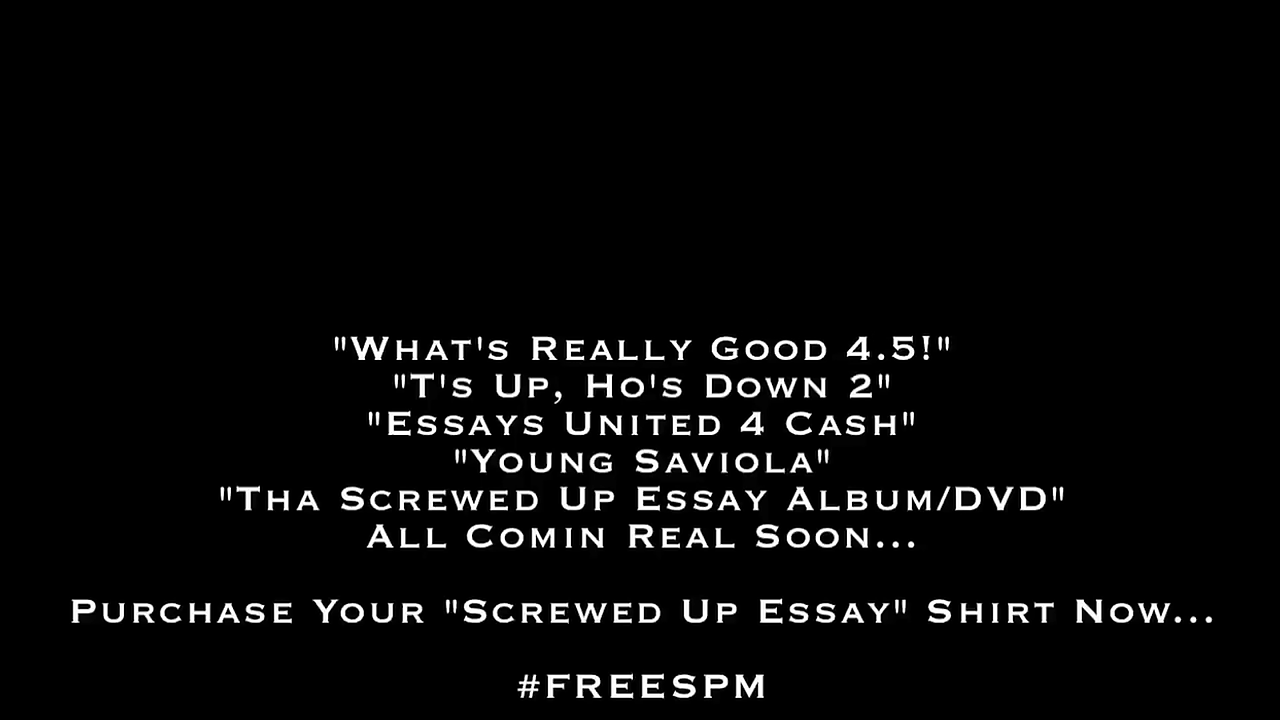 "What's Really Good 4.5!"
"T's Up, Ho's Down 2"
"Essays United 4 Cash"
"Young Saviola"
"Tha Screwed Up Essay Album/DVD"
All Comin Real Soon...
Purchase Your "Screwed Up Essay" Shirt Now...
#FREESPM